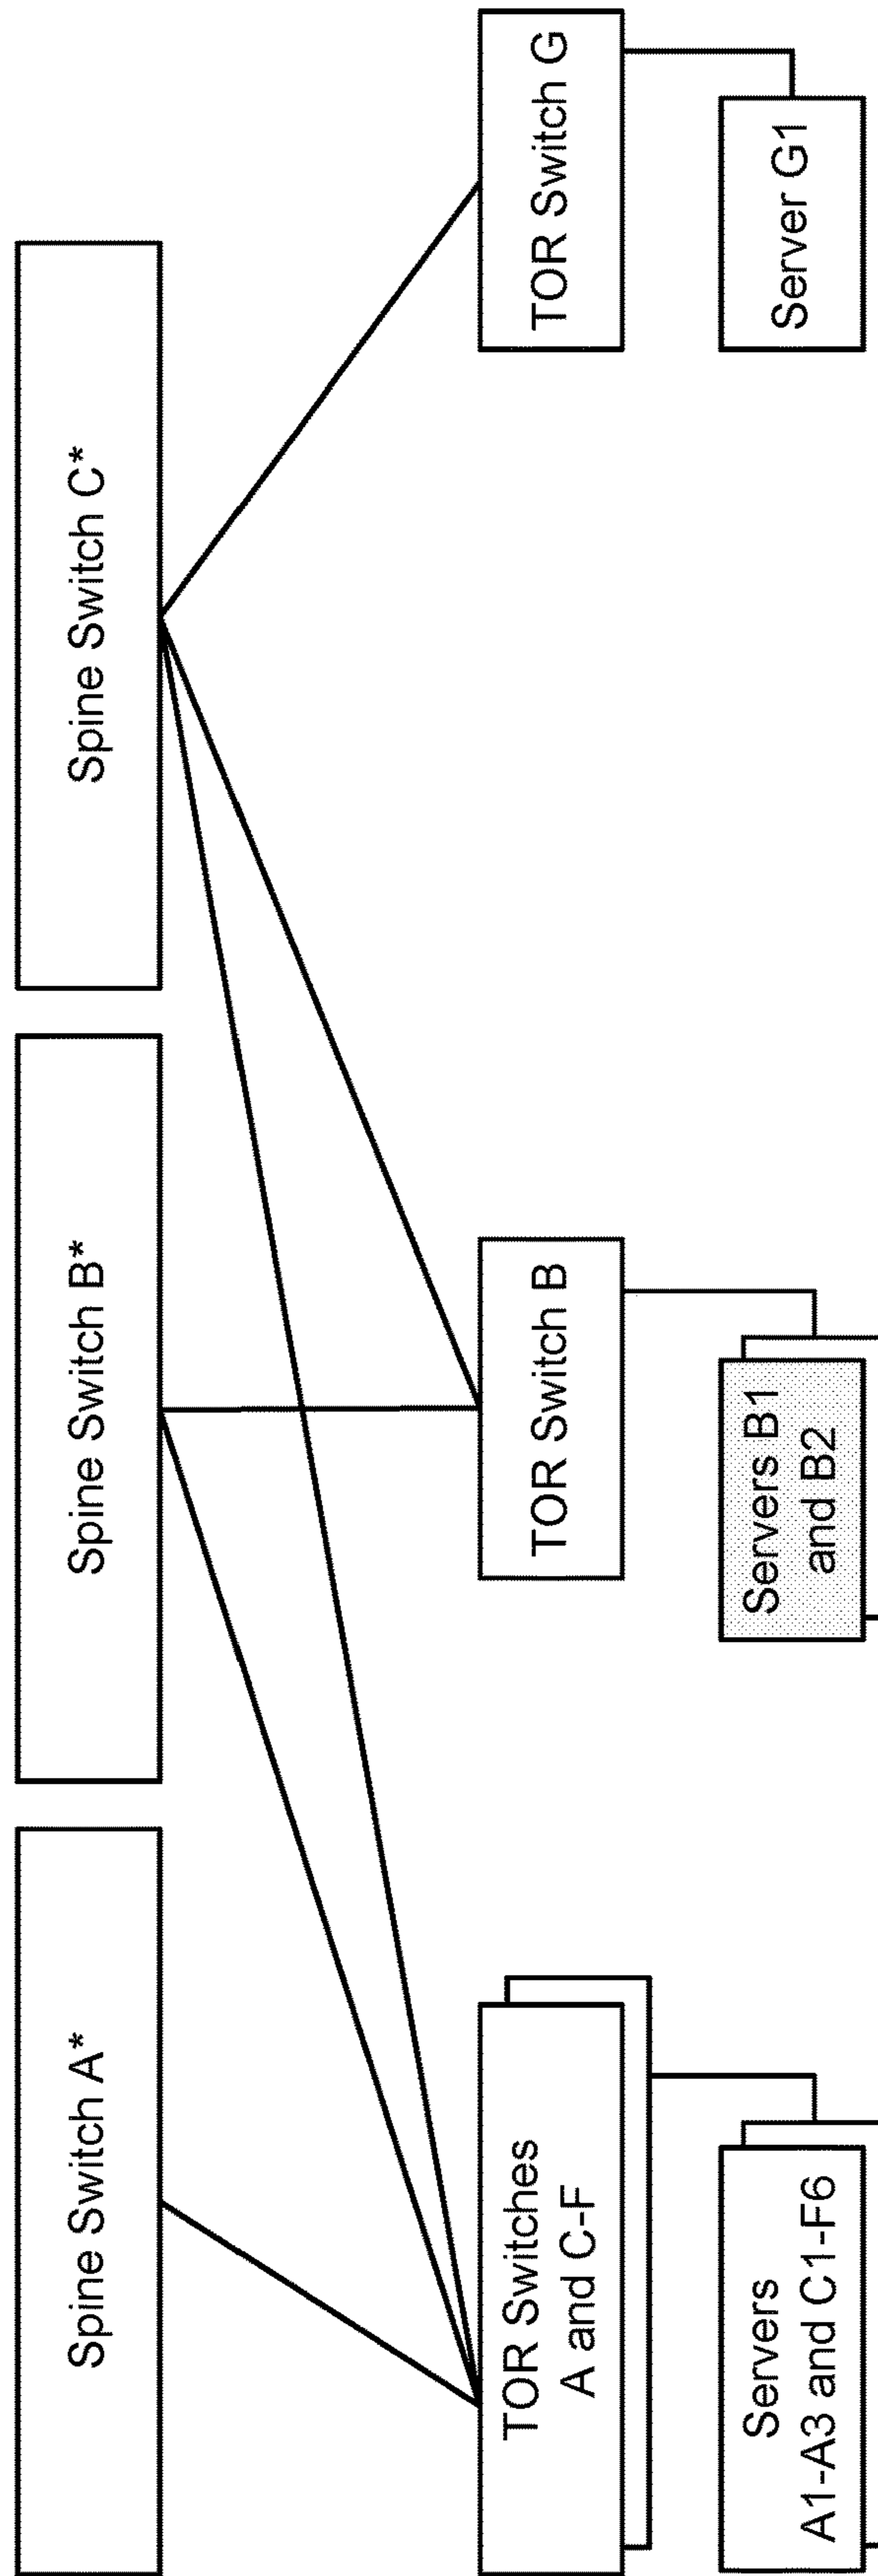 Spine Switch A*
Spine Switch B*
Spine Switch C*
TOR Switches
A and C-F
TOR Switch B
TOR Switch G
Servers
A1-A3 and C1-F6
Servers B1
and B2
Server G1